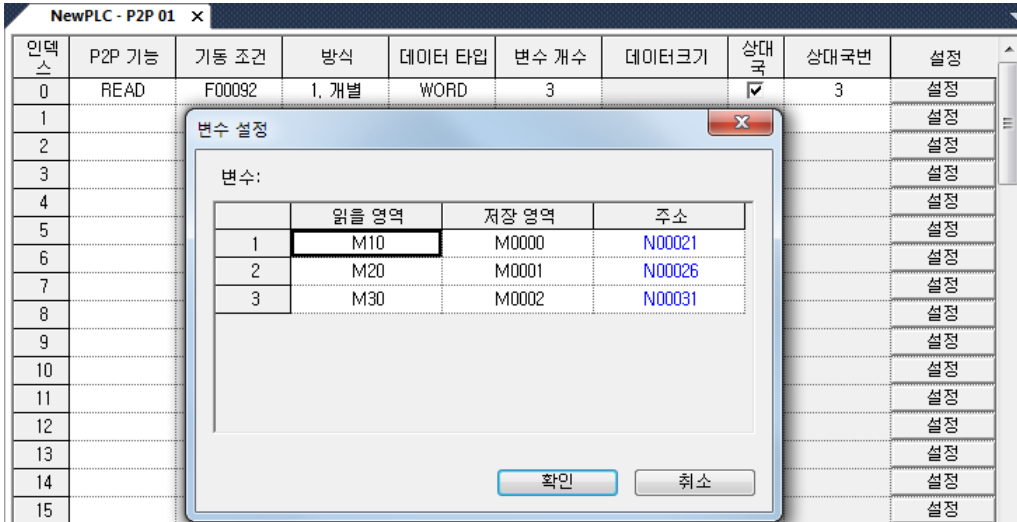 NewPLC - P2P 01 X
인덱스 P2P 기능 기동 조건 방식 데이터 타입 변수 개수 데이터크기 상대국 상대국번 설정
0 READ F00092 1. 개별 WORD 3 3 설정
1 설정
변수 설정
2 설정
3 변수: 설정
4 설정
읽을 영역 저장 영역 주소
5 설정
1 M10 M0000 N00021
6 설정
2 M20 M0001 N00026
7 설정
3 M30 M0002 N00031
8 설정
9 설정
10 설정
11 설정
12 설정
13 설정
14 확인 취소 설정
15 설정